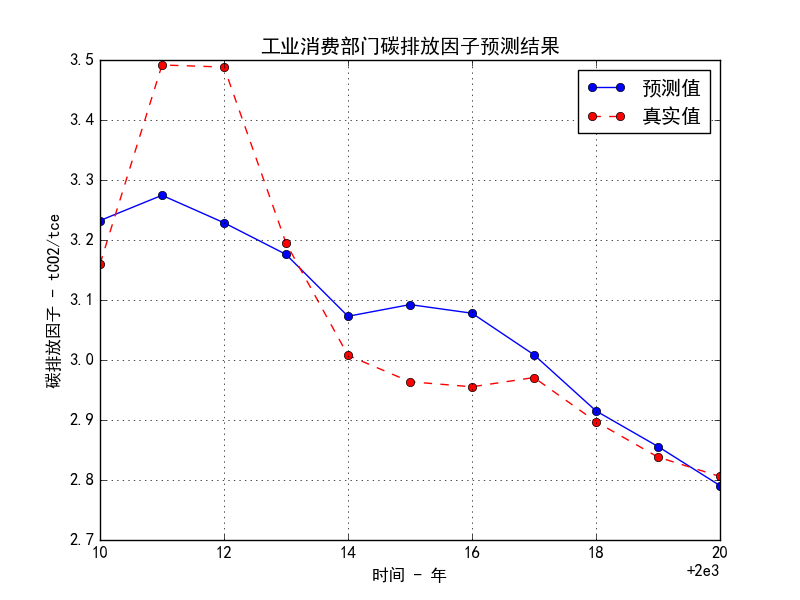 工业消费部门碳排放因子预测结果
预测值
真实值
3.5
3.4
3.3
3.2
3.1
3.0
2.9
2.8
2.7
碳排放因子 - tCO2/tce
10 12 14 16 18 20
+2e3
时间 - 年